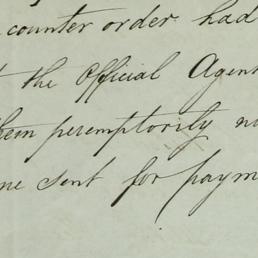 counter order had
the Official Agent
them peremptorily
sent for paym